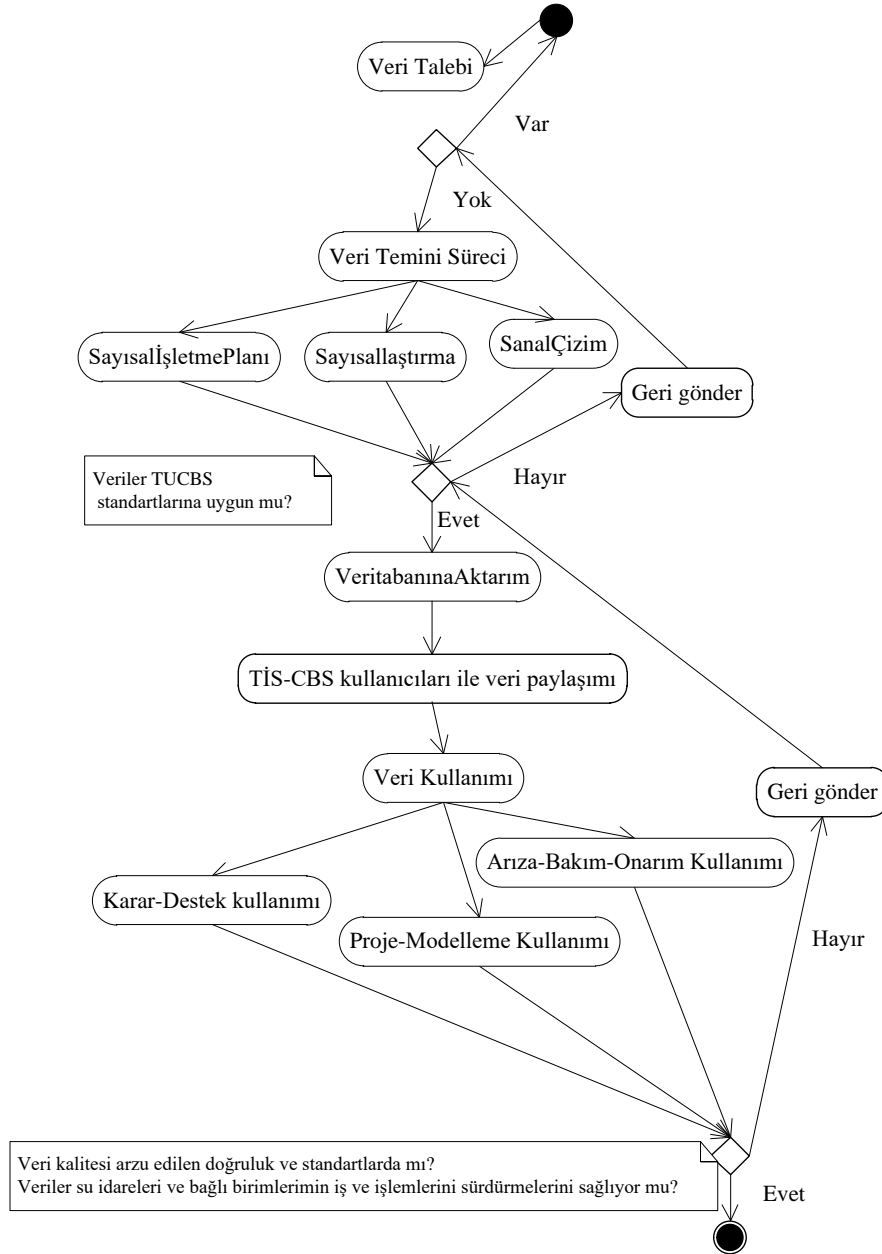 Veri Talebi
Var
Yok
Veri Temini Süreci
SayısalİşletmePlanı
Sayısallaştırma
SanalÇizim
Geri gönder
Veriler TUCBS
standartlarına uygun mu?
Hayır
Evet
VeritabanınaAktarım
TİS-CBS kullanıcıları ile veri paylaşımı
Veri Kullanımı
Geri gönder
Arıza-Bakım-Onarım Kullanımı
Karar-Destek kullanımı
Proje-Modelleme Kullanımı
Hayır
Veri kalitesi arzu edilen doğruluk ve standartlarda mı?
Veriler su idareleri ve bağlı birimlerimin iş ve işlemlerini sürdürmelerini sağlıyor mu?
Evet